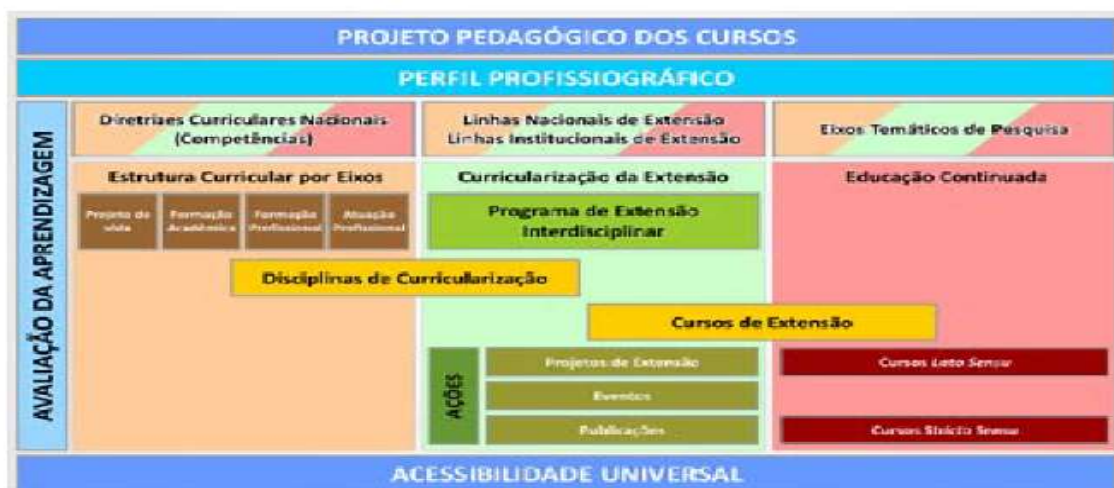 PROJETO PEDAGÓGICO DOS CURSOS
PERFIL PROFISSIOGRÁFICO
AVALIAÇÃO DA APRENDIZAGEM
Diretrizes Curriculares Nacionais
(Competências)
Linhas Nacionais de Extensão
Linhas Institucionais de Extensão
Eixos Temáticos de Pesquisa
Estrutura Curricular por Eixos
Curricularização da Extensão
Educação Continuada
Projeto de
vida
Formação
Acadêmica
Formação
Profissional
Atuação
Profissional
Programa de Extensão
Interdisciplinar
Disciplinas de Curricularização
Cursos de Extensão
AÇÕES
Projetos de Extensão
Eventos
Publicações
Cursos Lato Sensu
Cursos Stricto Sensu
ACESSIBILIDADE UNIVERSAL